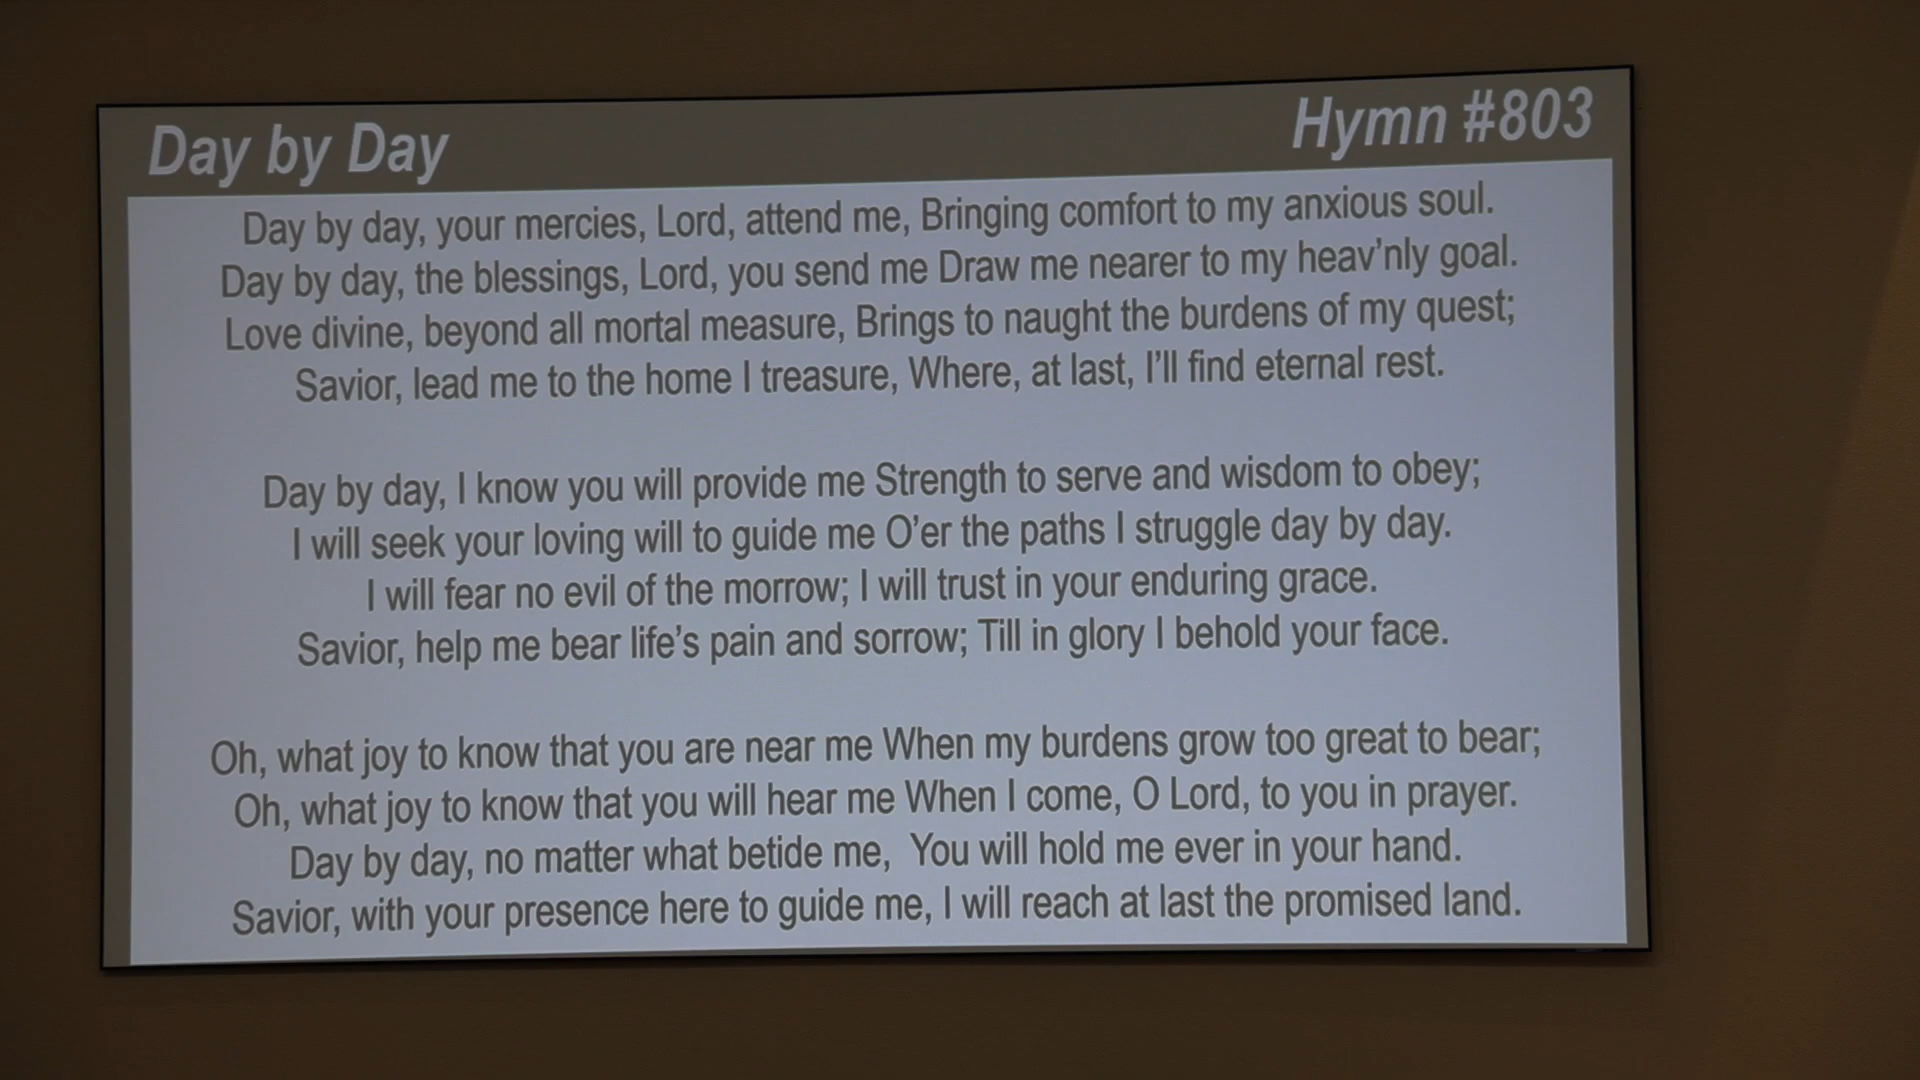 Day by Day
Hymn #803
Day by day, your mercies, Lord, attend me, Bringing comfort to my anxious soul.
Day by day, the blessings, Lord, you send me Draw me nearer to my heav’nly goal.
Love divine, beyond all mortal measure, Brings to naught the burdens of my quest;
Savior, lead me to the home I treasure, Where, at last, I’ll find eternal rest.
Day by day, I know you will provide me Strength to serve and wisdom to obey;
I will seek your loving will to guide me O’er the paths I struggle day by day.
I will fear no evil of the morrow; I will trust in your enduring grace.
Savior, help me bear life’s pain and sorrow; Till in glory I behold your face.
Oh, what joy to know that you are near me When my burdens grow too great to bear;
Oh, what joy to know that you will hear me When I come, O Lord, to you in prayer.
Day by day, no matter what betide me,  You will hold me ever in your hand.
Savior, with your presence here to guide me, I will reach at last the promised land.